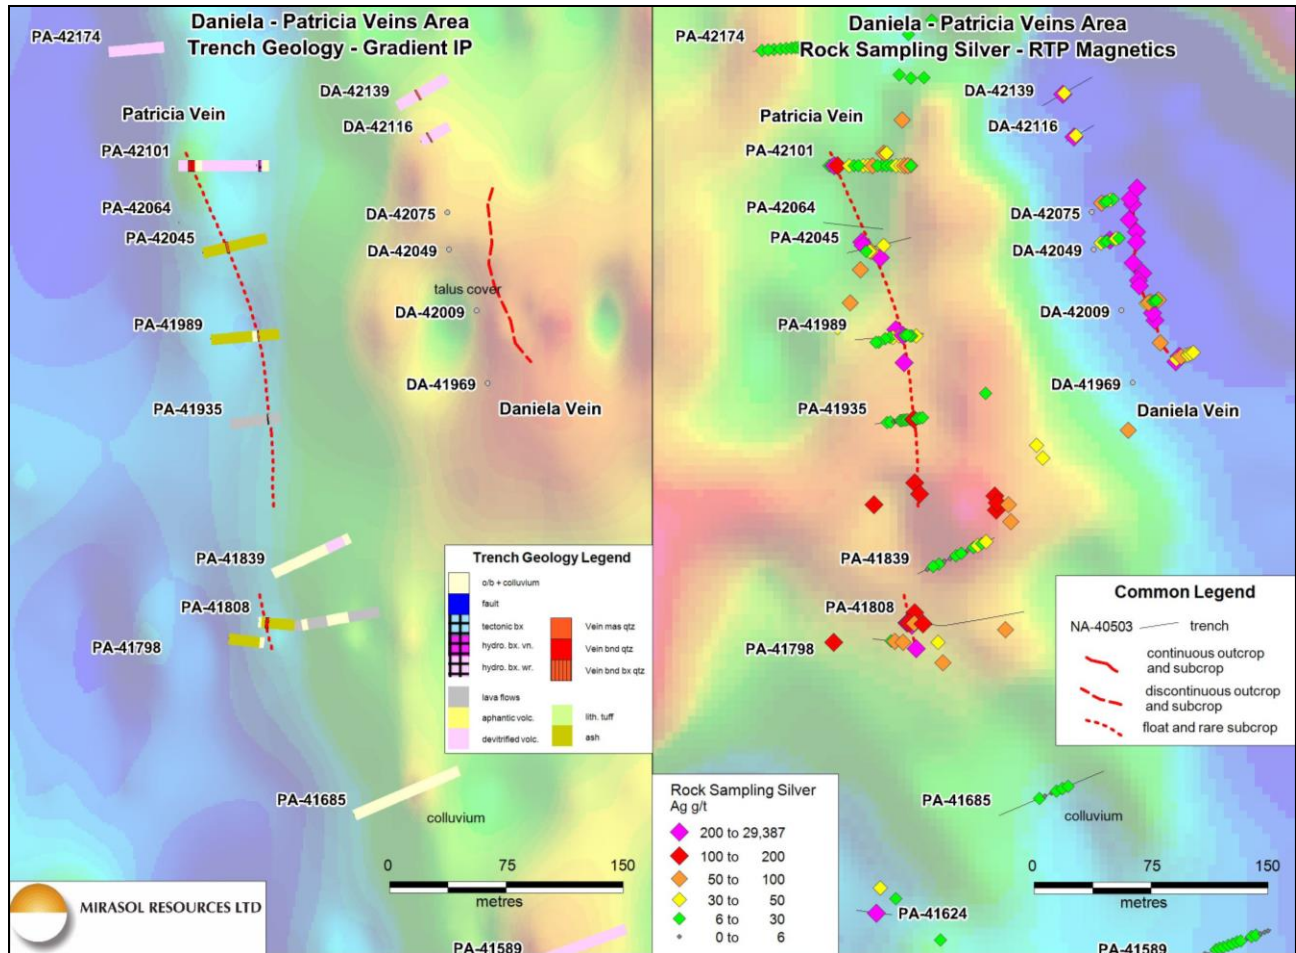 Daniela - Patricia Veins Area
Trench Geology - Gradient IP
PA-42174
DA-42139
Patricia Vein
DA-42116
PA-42101
PA-42064
DA-42075
PA-42045
DA-42049
talus cover
DA-42009
PA-41989
DA-41969
PA-41935
Daniela Vein
PA-41839
PA-41808
PA-41798
Trench Geology Legend
o/b + colluvium
fault
tectonic bx
hydro. bx. vn.
hydro. bx. wr.
lava flows
aphantic volc.
devitrified volc.
Vein mas qtz
Vein bnd qtz
Vein bnd bx qtz
lith. tuff
ash
PA-41685
colluvium
0 75 150
metres
MIRASOL RESOURCES LTD
PA-41589
Daniela - Patricia Veins Area
Rock Sampling Silver - RTP Magnetics
PA-42174
DA-42139
Patricia Vein
DA-42116
PA-42101
PA-42064
DA-42075
PA-42045
DA-42049
DA-42009
PA-41989
DA-41969
PA-41935
Daniela Vein
PA-41839
PA-41808
PA-41798
Common Legend
NA-40503 trench
continuous outcrop
and subcrop
discontinuous outcrop
and subcrop
float and rare subcrop
PA-41685
colluvium
Rock Sampling Silver
Ag g/t
200 to 29,387
100 to 200
50 to 100
30 to 50
6 to 30
0 to 6
0 75 150
metres
PA-41624
PA-41589